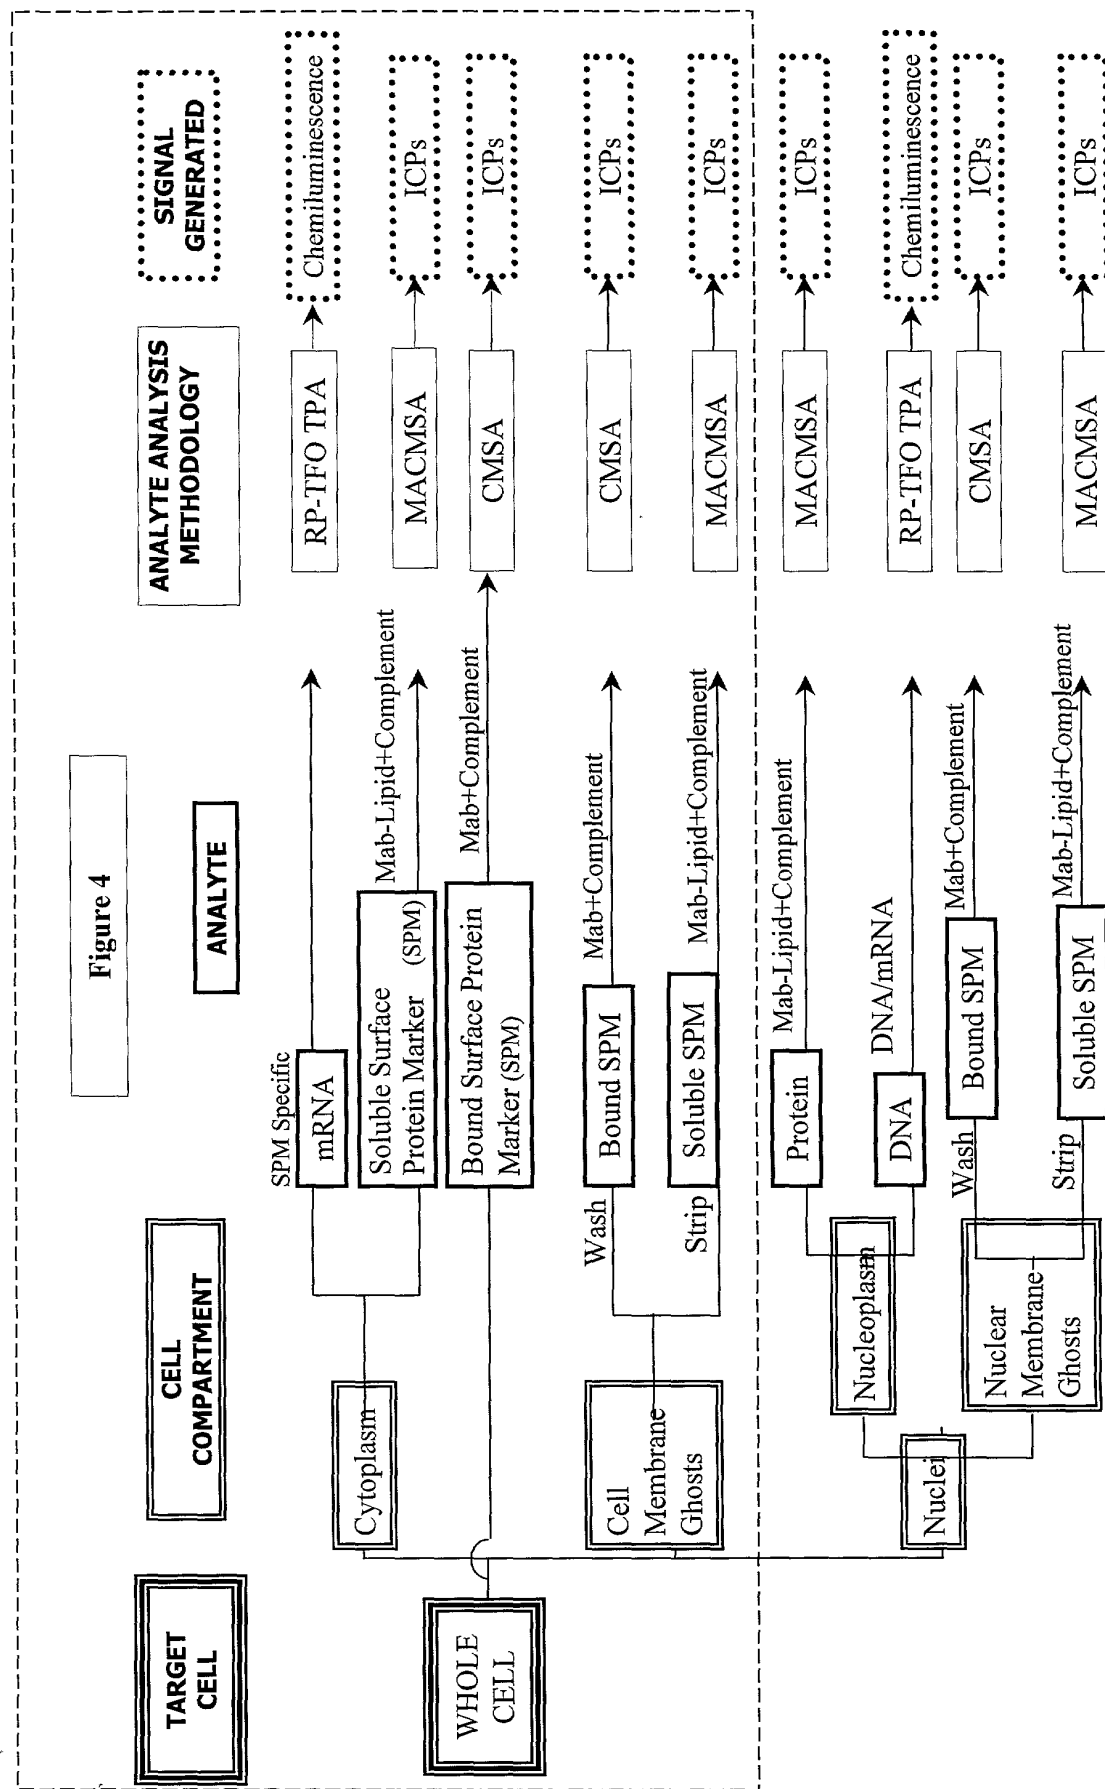 Figure 4
TARGET
CELL
CELL
COMPARTMENT
ANALYTE
ANALYTE ANALYSIS
METHODOLOGY
SIGNAL
GENERATED
WHOLE
CELL
Cytoplasm
SPM Specific
mRNA
RP-TFO TPA
Chemiluminescence
Soluble Surface
Protein Marker (SPM)
Mab-Lipid+Complement
MACMSA
ICPs
Bound Surface Protein
Marker (SPM)
Mab+Complement
CMSA
ICPs
Cell
Membrane
Ghosts
Wash
Bound SPM
Mab+Complement
CMSA
ICPs
Strip
Soluble SPM
Mab-Lipid+Complement
MACMSA
ICPs
Nuclei
Nucleoplasm
Protein
Mab-Lipid+Complement
MACMSA
ICPs
DNA
DNA/mRNA
RP-TFO TPA
Chemiluminescence
Nuclear
Membrane
Ghosts
Wash
Bound SPM
Mab+Complement
CMSA
ICPs
Strip
Soluble SPM
Mab-Lipid+Complement
MACMSA
ICPs